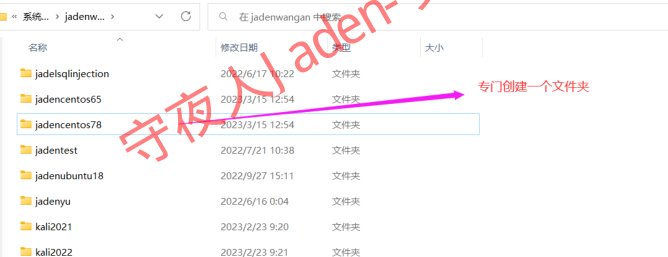 系统... › jadenw... ›
在 jadenwangan 中搜索
名称 修改日期 类型 大小
jadelsqlinjection 2022/6/17 10:22 文件夹
jadencentos65 2023/3/15 12:54 文件夹
jadencentos78 2023/3/15 12:54 文件夹
jadentest 2022/7/21 10:38 文件夹
jadenubuntu18 2022/9/27 15:11 文件夹
jadenyu 2022/6/16 0:04 文件夹
kali2021 2023/2/23 9:20 文件夹
kali2022 2023/2/23 9:21 文件夹
专门创建一个文件夹
守夜人Jaden-